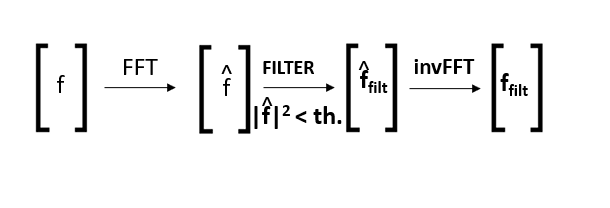 [ f ] FFT → [ f̂ ] FILTER → [ f̂filt ] invFFT → [ ffilt ]
|f̂|² < th.